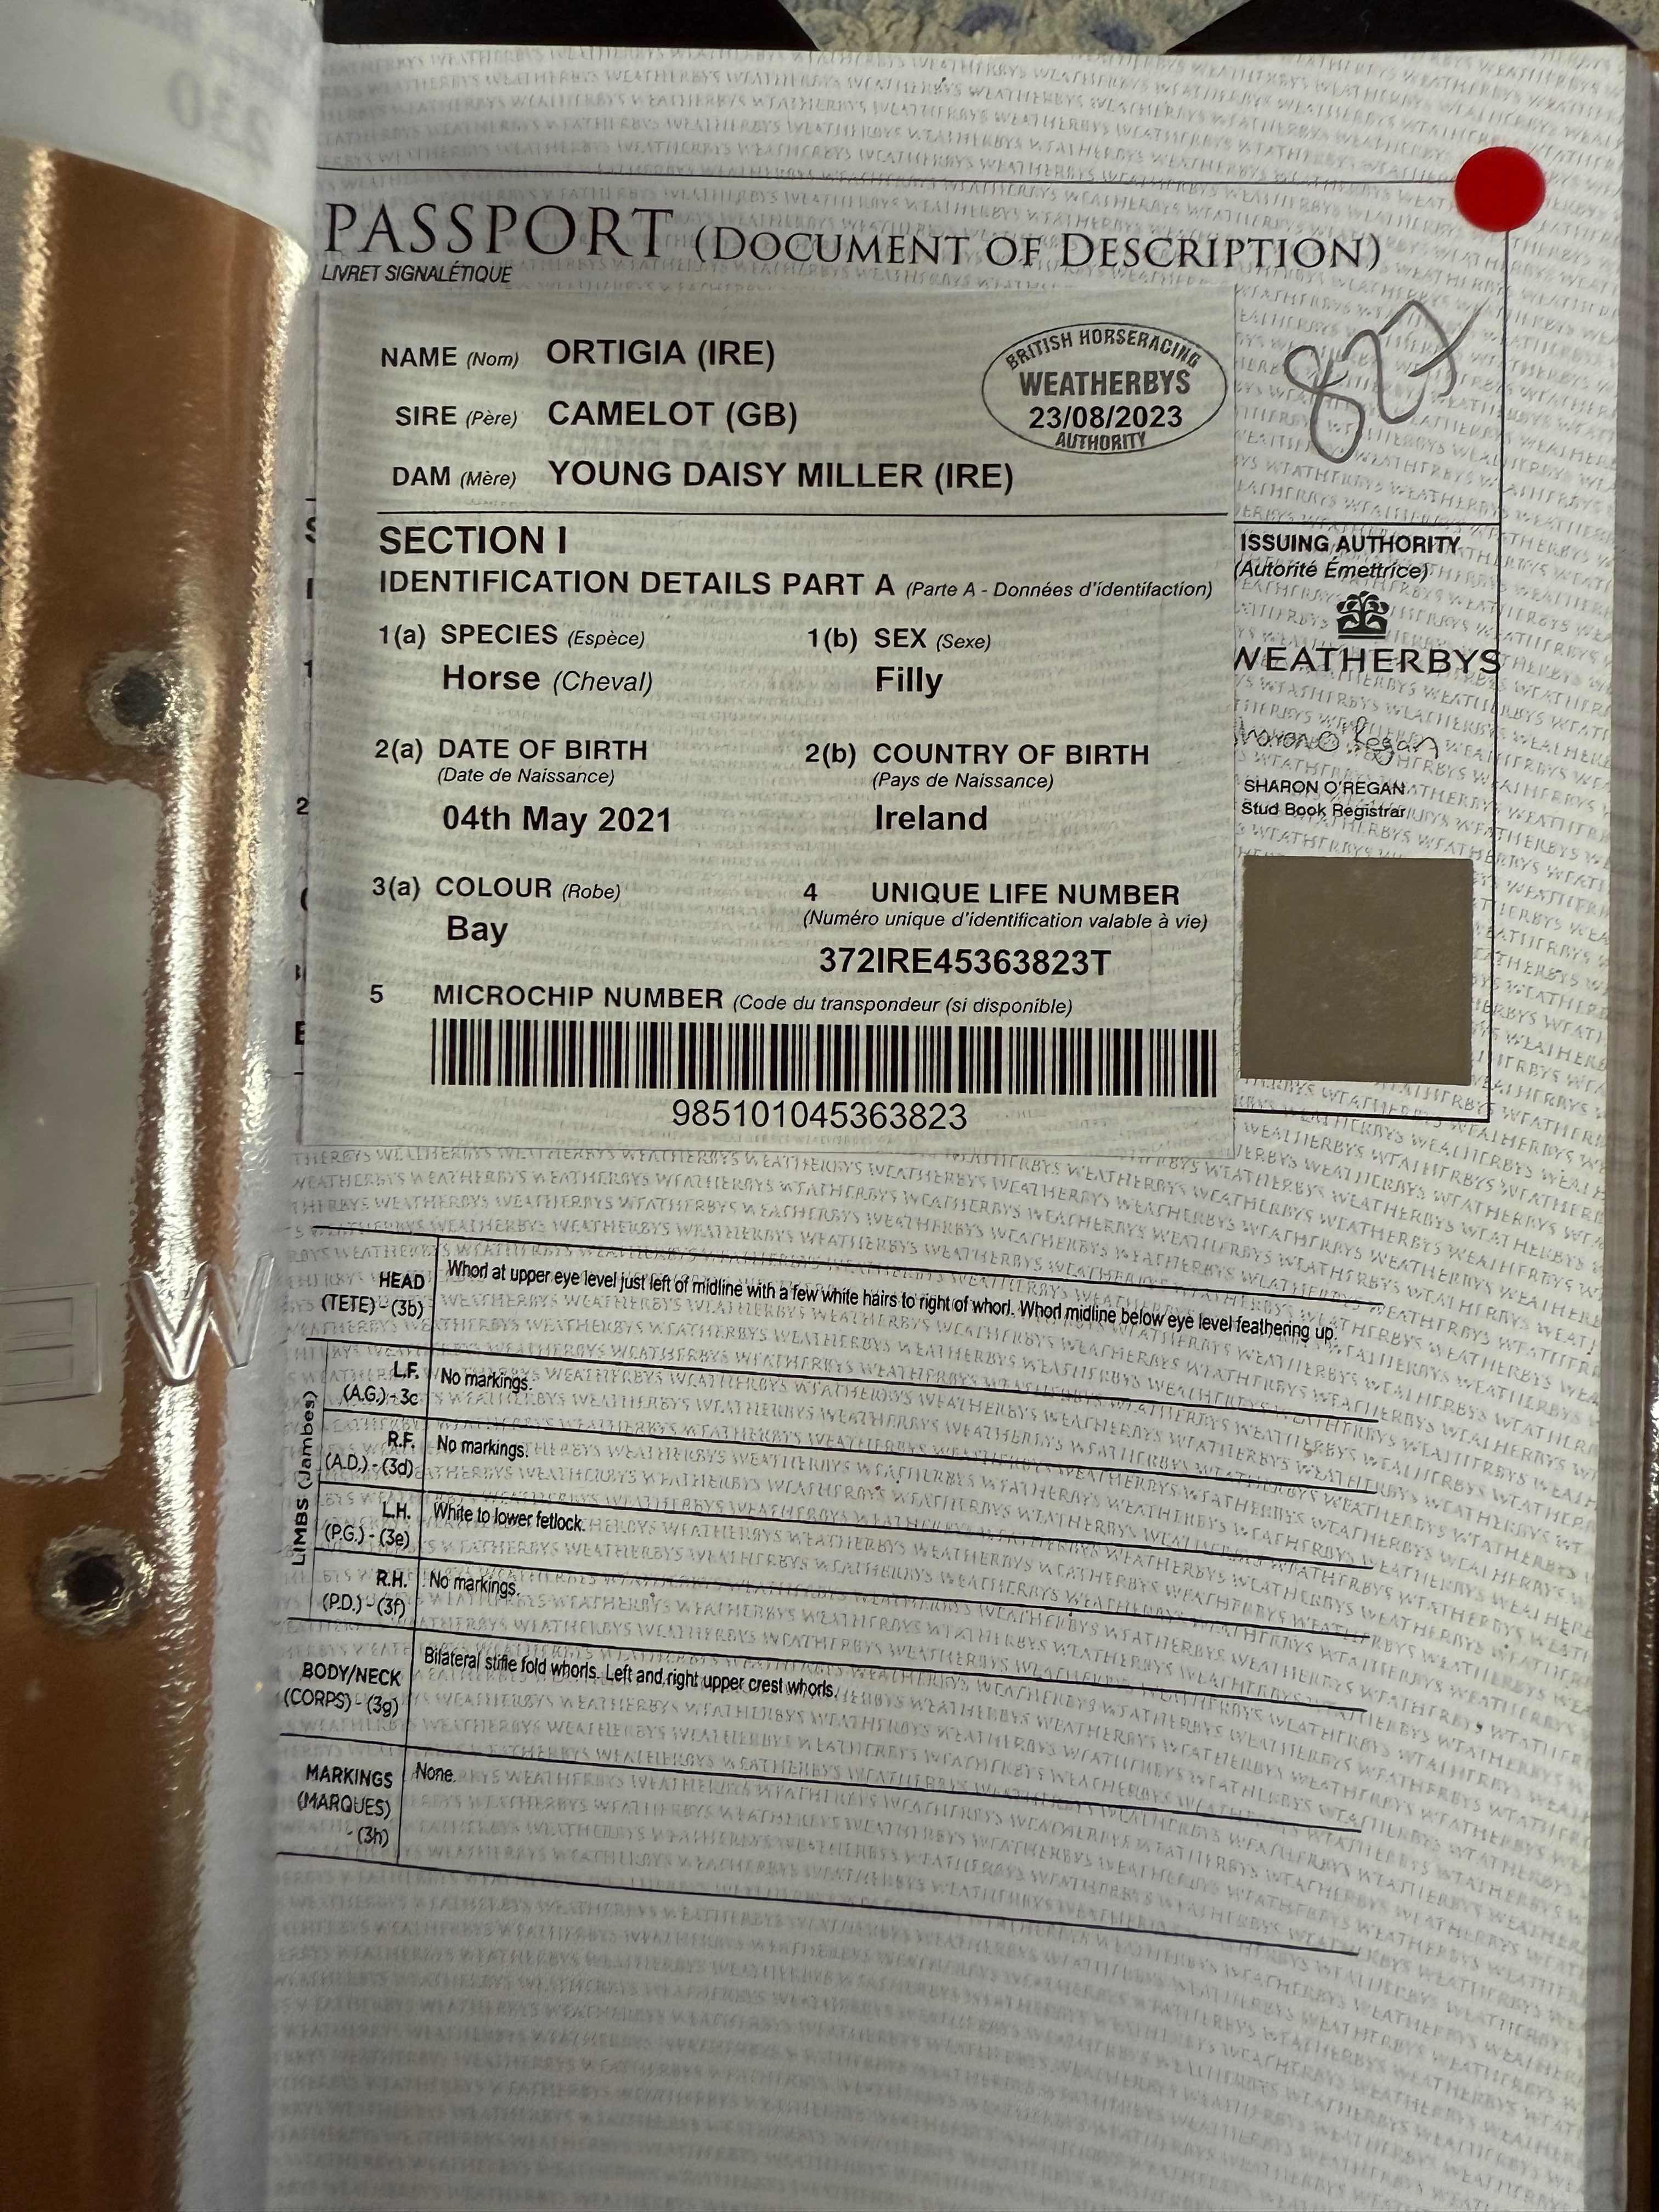 PASSPORT (DOCUMENT OF DESCRIPTION)
LIVRET SIGNALÉTIQUE
NAME (Nom) ORTIGIA (IRE)
SIRE (Père) CAMELOT (GB)
DAM (Mère) YOUNG DAISY MILLER (IRE)
BRITISH HORSERACING
WEATHERBYS
23/08/2023
AUTHORITY
SECTION I
IDENTIFICATION DETAILS PART A (Parte A - Données d'identifaction)
1(a) SPECIES (Espèce) 1(b) SEX (Sexe)
Horse (Cheval) Filly
2(a) DATE OF BIRTH 2(b) COUNTRY OF BIRTH
(Date de Naissance) (Pays de Naissance)
04th May 2021 Ireland
3(a) COLOUR (Robe) 4 UNIQUE LIFE NUMBER
Bay (Numéro unique d'identification valable à vie)
372IRE45363823T
5 MICROCHIP NUMBER (Code du transpondeur (si disponible)
985101045363823
ISSUING AUTHORITY
(Autorité Émettrice)
WEATHERBYS
SHARON O'REGAN
Stud Book Registrar
HEAD
(TETE) - (3b)
Whorl at upper eye level just left of midline with a few white hairs to right of whorl. Whorl midline below eye level feathering up.
LIMBS (Jambes)
L.F.
(A.G.) - 3c
No markings.
R.F.
(A.D.) - (3d)
No markings.
L.H.
(P.G.) - (3e)
White to lower fetlock.
R.H.
(P.D.) - (3f)
No markings.
BODY/NECK
(CORPS) - (3g)
Bilateral stifle fold whorls. Left and right upper crest whorls.
MARKINGS
(MARQUES)
- (3h)
None.
W